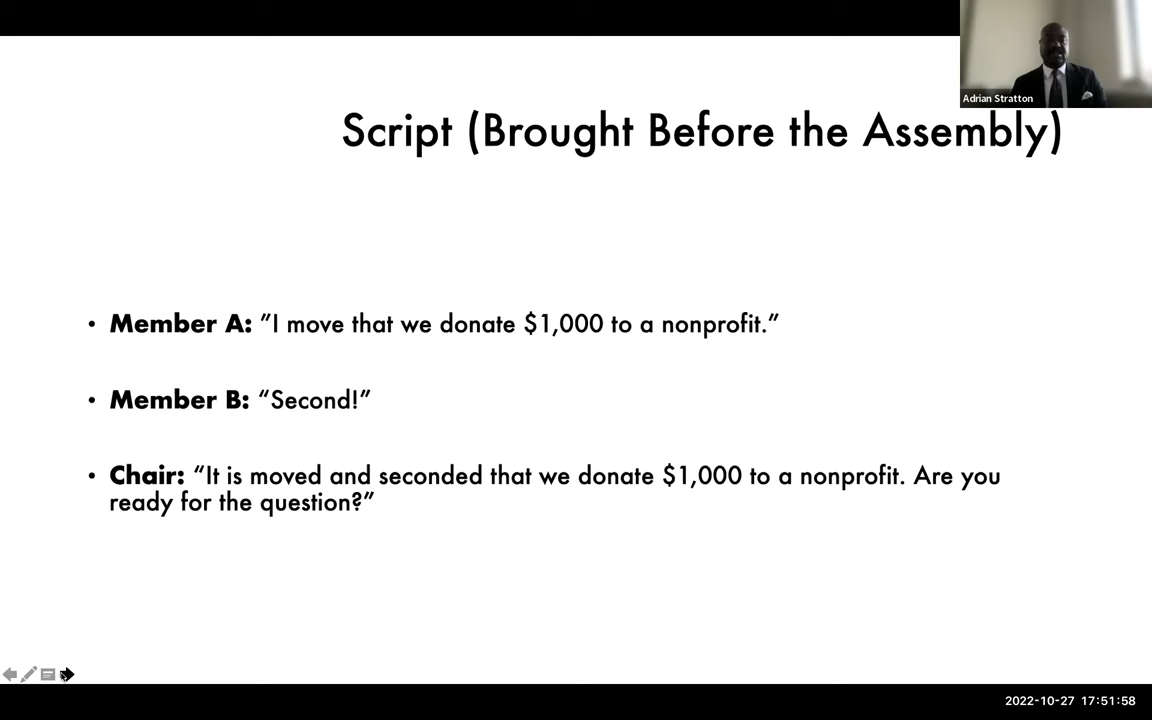 Adrian Stratton
Script (Brought Before the Assembly)
• Member A: ”I move that we donate $1,000 to a nonprofit.”
• Member B: “Second!”
• Chair: “It is moved and seconded that we donate $1,000 to a nonprofit. Are you
ready for the question?”
2022-10-27 17:51:58